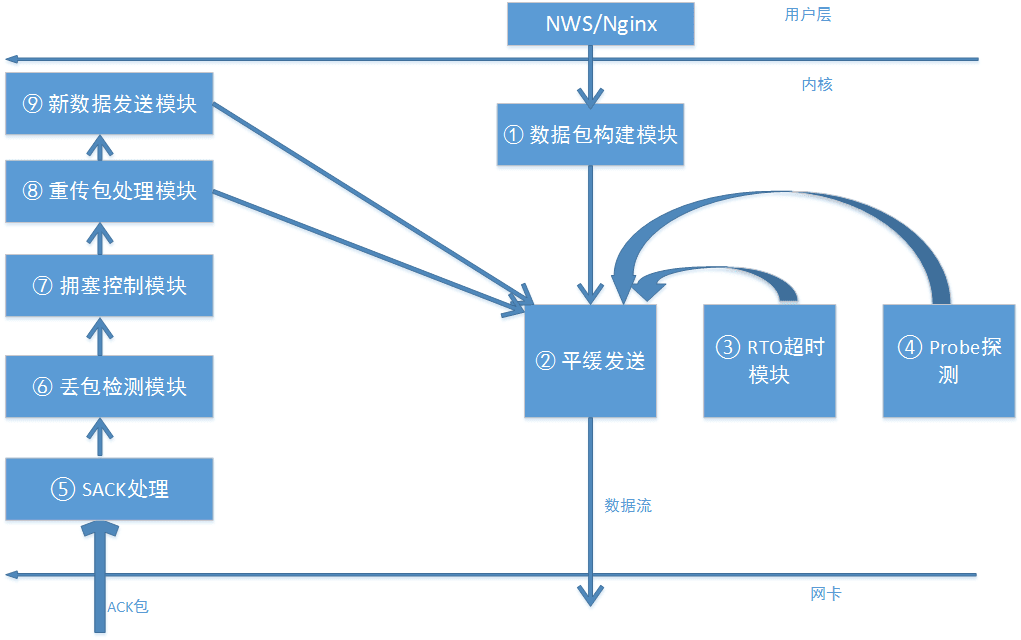 NWS/Nginx
用户层
内核
⑨ 新数据发送模块
① 数据包构建模块
⑧ 重传包处理模块
⑦ 拥塞控制模块
② 平缓发送
③ RTO超时
模块
④ Probe探
测
⑥ 丢包检测模块
⑤ SACK处理
数据流
网卡
ACK包